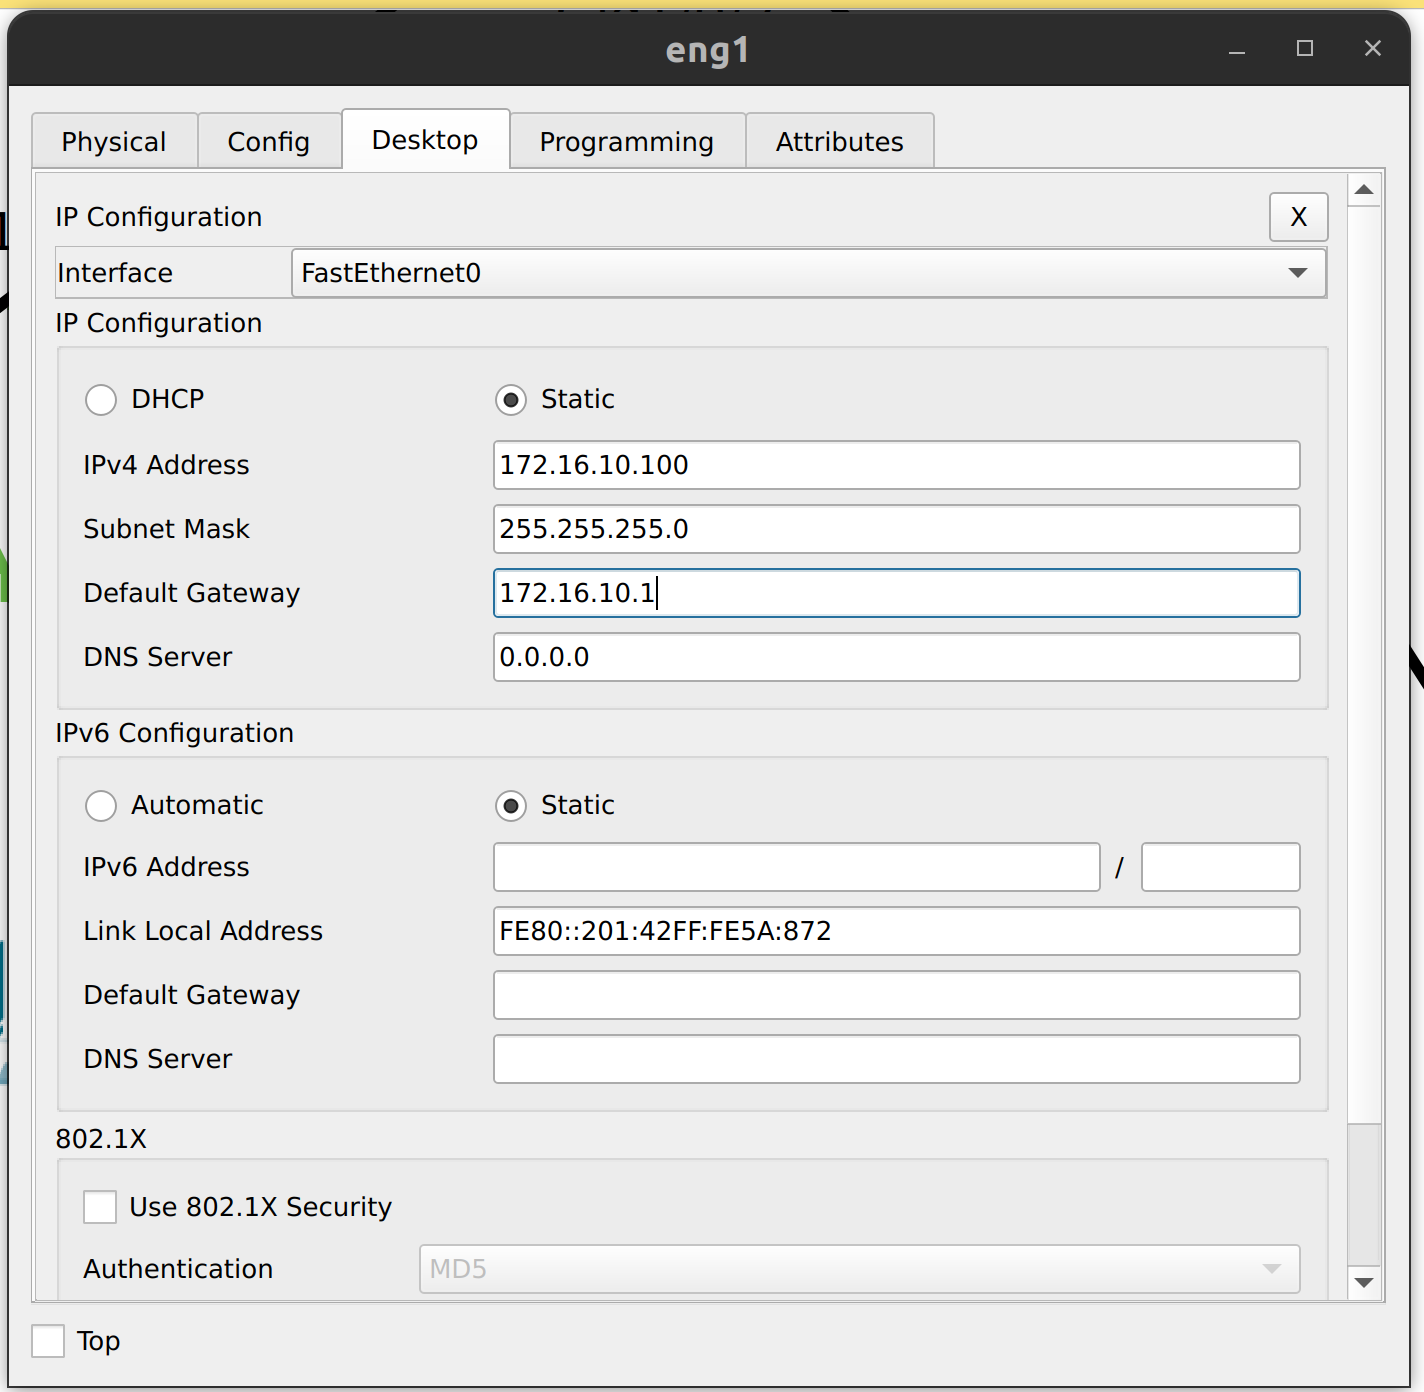 eng1
Physical Config Desktop Programming Attributes
IP Configuration X
Interface FastEthernet0
IP Configuration
DHCP Static
IPv4 Address 172.16.10.100
Subnet Mask 255.255.255.0
Default Gateway 172.16.10.1
DNS Server 0.0.0.0
IPv6 Configuration
Automatic Static
IPv6 Address /
Link Local Address FE80::201:42FF:FE5A:872
Default Gateway
DNS Server
802.1X
Use 802.1X Security
Authentication MD5
Top